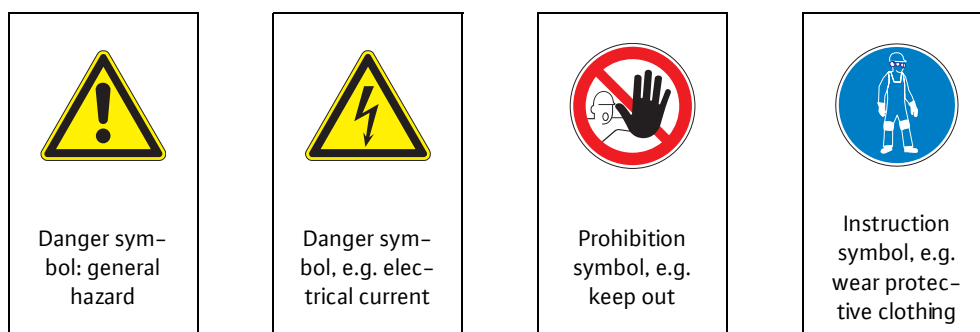 Danger sym-
bol: general
hazard
Danger sym-
bol, e.g. elec-
trical current
Prohibition
symbol, e.g.
keep out
Instruction
symbol, e.g.
wear protec-
tive clothing